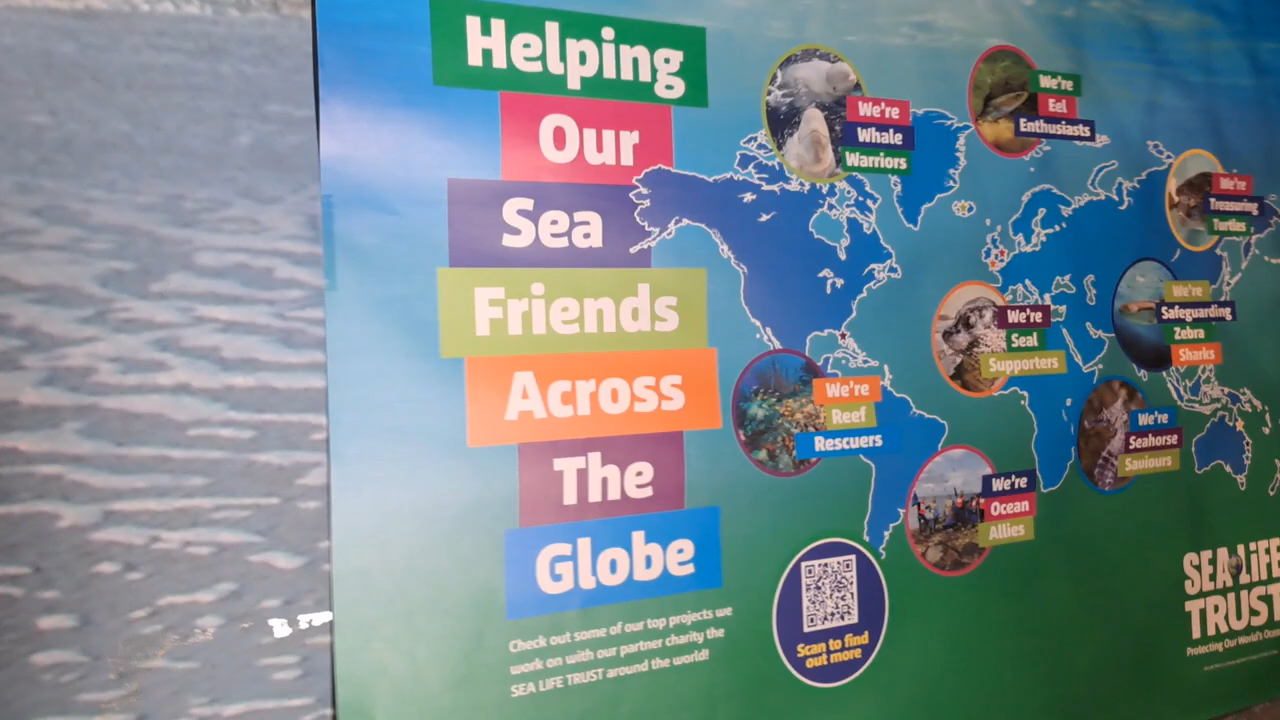 Helping
Our
Sea
Friends
Across
The
Globe
Check out some of our top projects we
work on with our partner charity the
SEA LIFE TRUST around the world!
We're
Whale
Warriors
We're
Eel
Enthusiasts
We're
Treasuring
Turtles
We're
Safeguarding
Zebra
Sharks
We're
Seal
Supporters
We're
Reef
Rescuers
We're
Seahorse
Saviours
We're
Ocean
Allies
Scan to find
out more
SEA LiFE
TRUST
Protecting Our World's